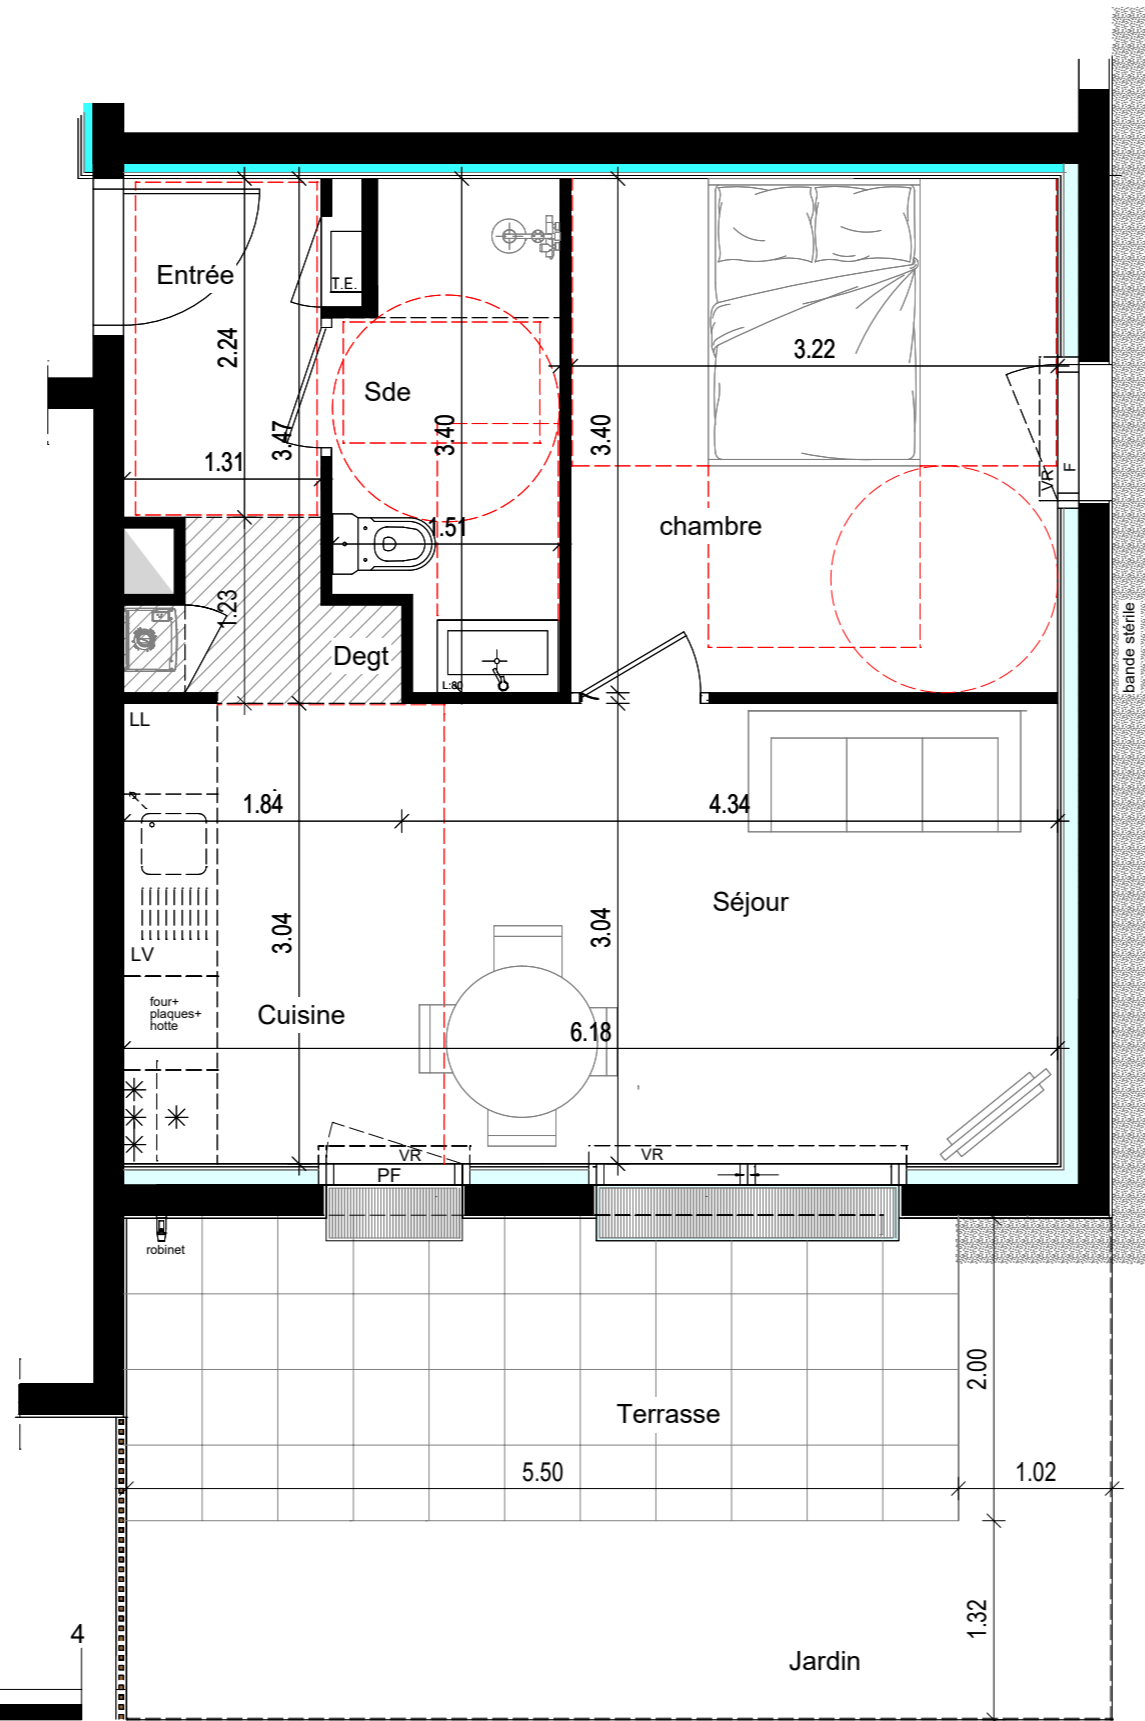 Entrée
T.E.
2.24
3.47
1.31
Sde
3.40
1.51
3.40
3.22
chambre
VR
F
bande stérile
1.23
Degt
L:80
LL
1.84
4.34
Séjour
3.04
3.04
LV
four+
plaques+
hotte
Cuisine
6.18
VR
PF
VR
robinet
2.00
Terrasse
5.50
1.02
1.32
4
Jardin